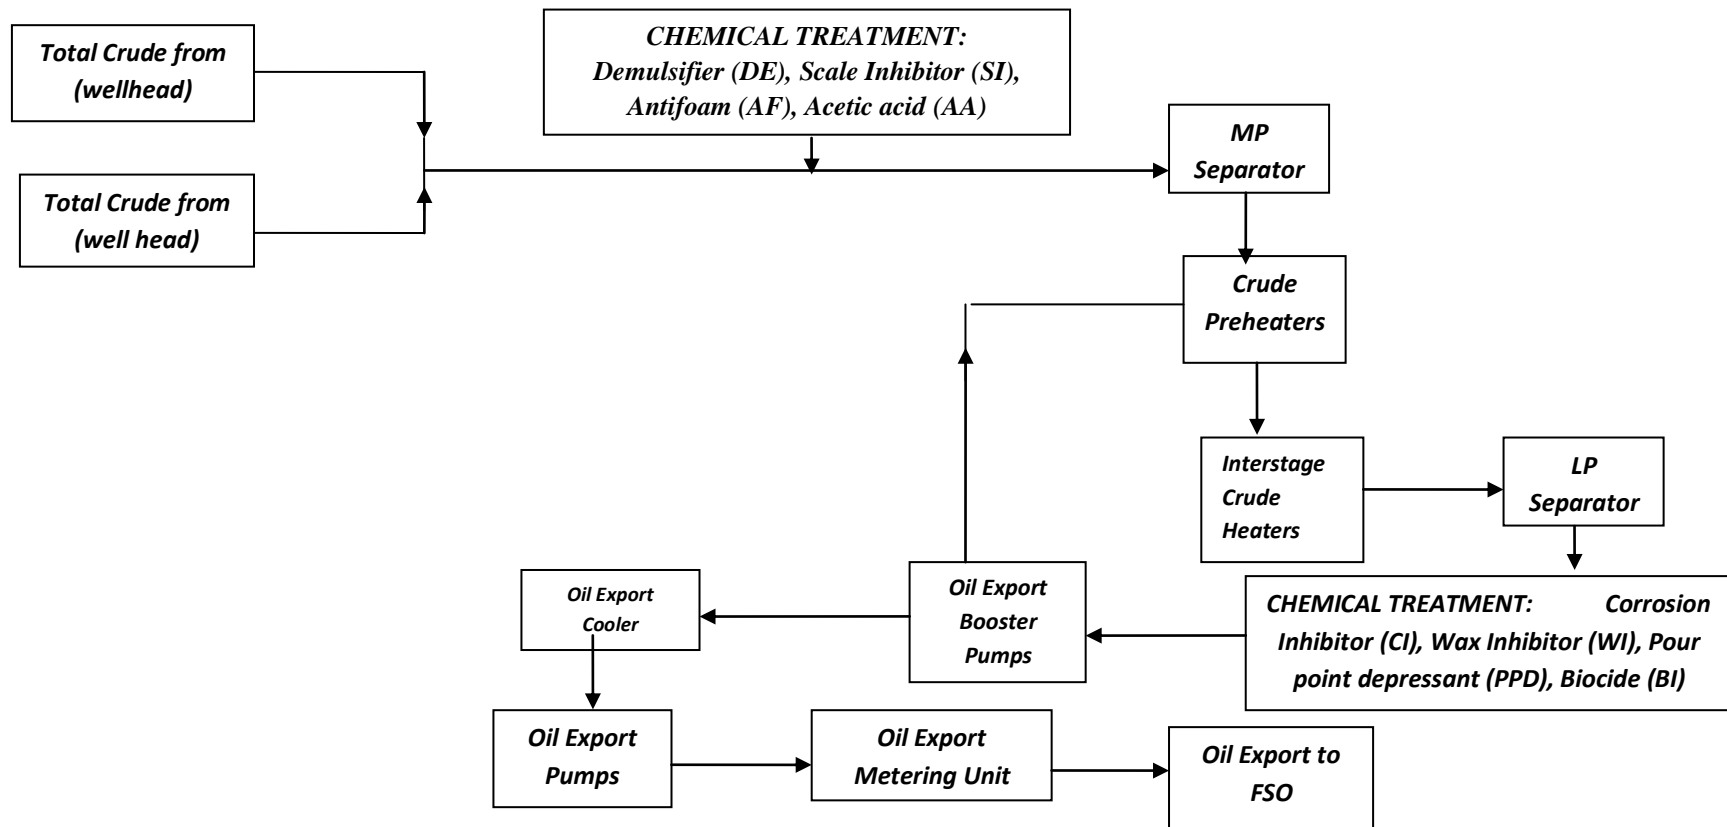 Total Crude from
(wellhead)
CHEMICAL TREATMENT:
Demulsifier (DE), Scale Inhibitor (SI),
Antifoam (AF), Acetic acid (AA)
MP
Separator
Total Crude from
(well head)
Crude
Preheaters
Interstage
Crude
Heaters
LP
Separator
CHEMICAL TREATMENT: Corrosion
Inhibitor (CI), Wax Inhibitor (WI), Pour
point depressant (PPD), Biocide (BI)
Oil Export
Booster
Pumps
Oil Export
Cooler
Oil Export
Pumps
Oil Export
Metering Unit
Oil Export to
FSO